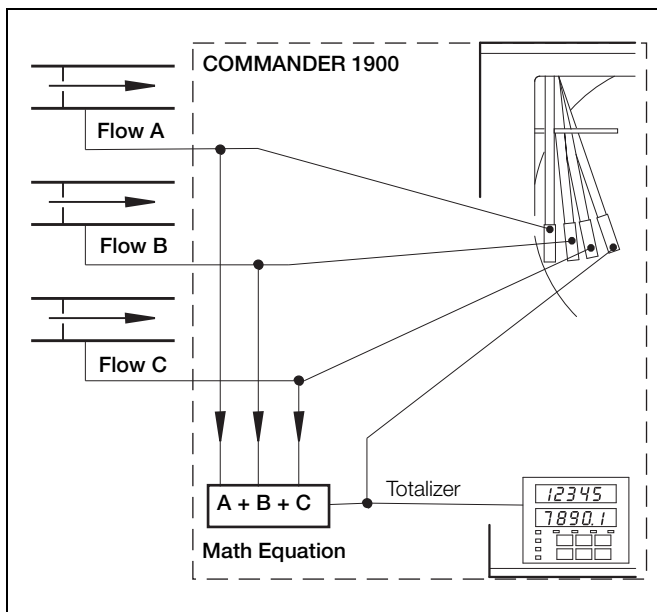 COMMANDER 1900
Flow A
Flow B
Flow C
A + B + C
Totalizer
Math Equation
12345
7890.1